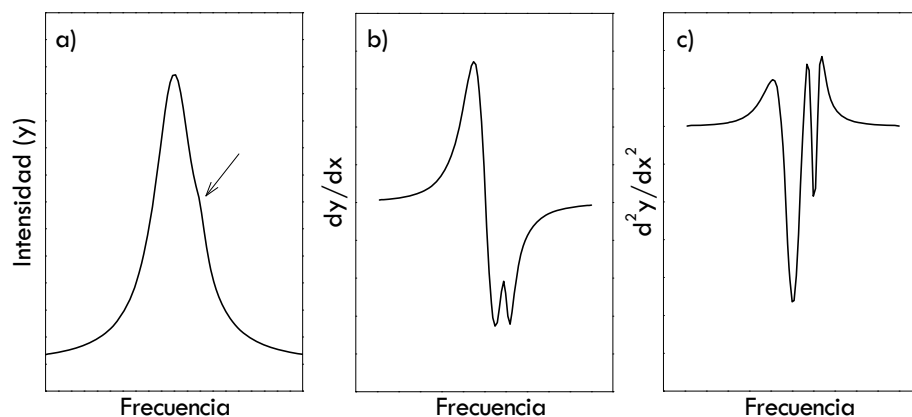 a)
Intensidad (y)
Frecuencia
b)
dy/dx
Frecuencia
c)
d²y/dx²
Frecuencia